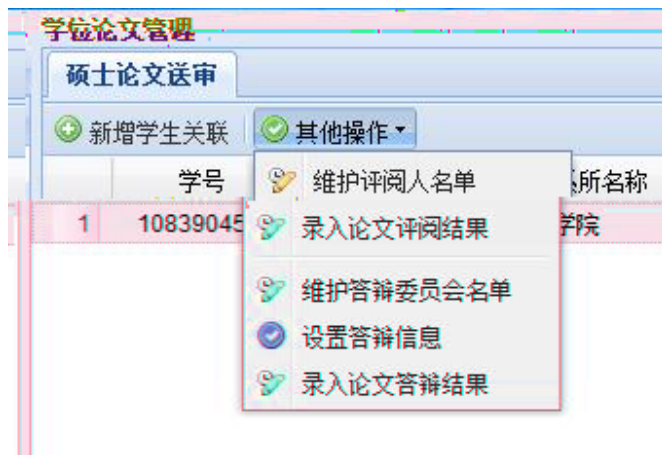 学位论文管理
硕士论文送审
新增学生关联 其他操作
学号 所名称
1 10839045 学院
维护评阅人名单
录入论文评阅结果
维护答辩委员会名单
设置答辩信息
录入论文答辩结果